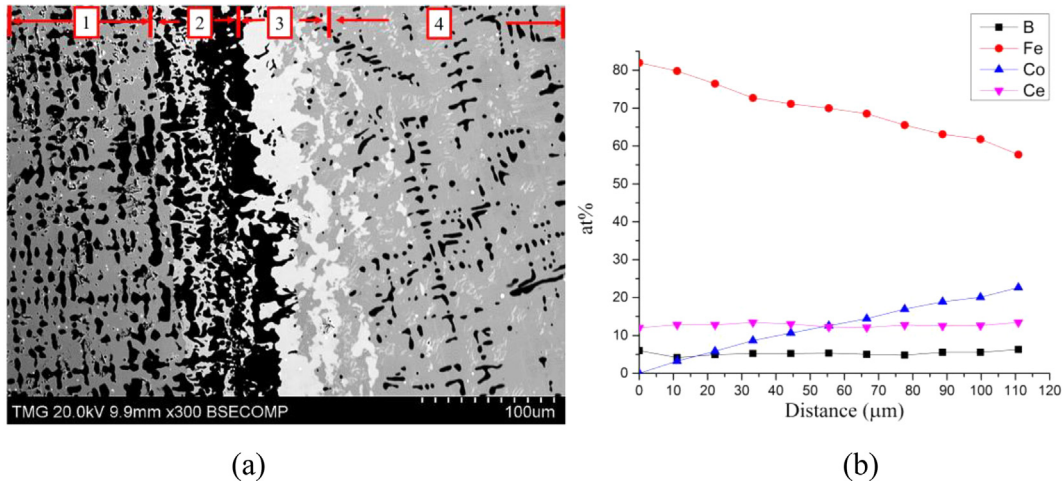 1 2 3 4
TMG 20.0kV 9.9mm x300 BSECOMP 100um
(a)
B
Fe
Co
Ce
at%
80
70
60
50
40
30
20
10
0
0 10 20 30 40 50 60 70 80 90 100 110 120
Distance (μm)
(b)